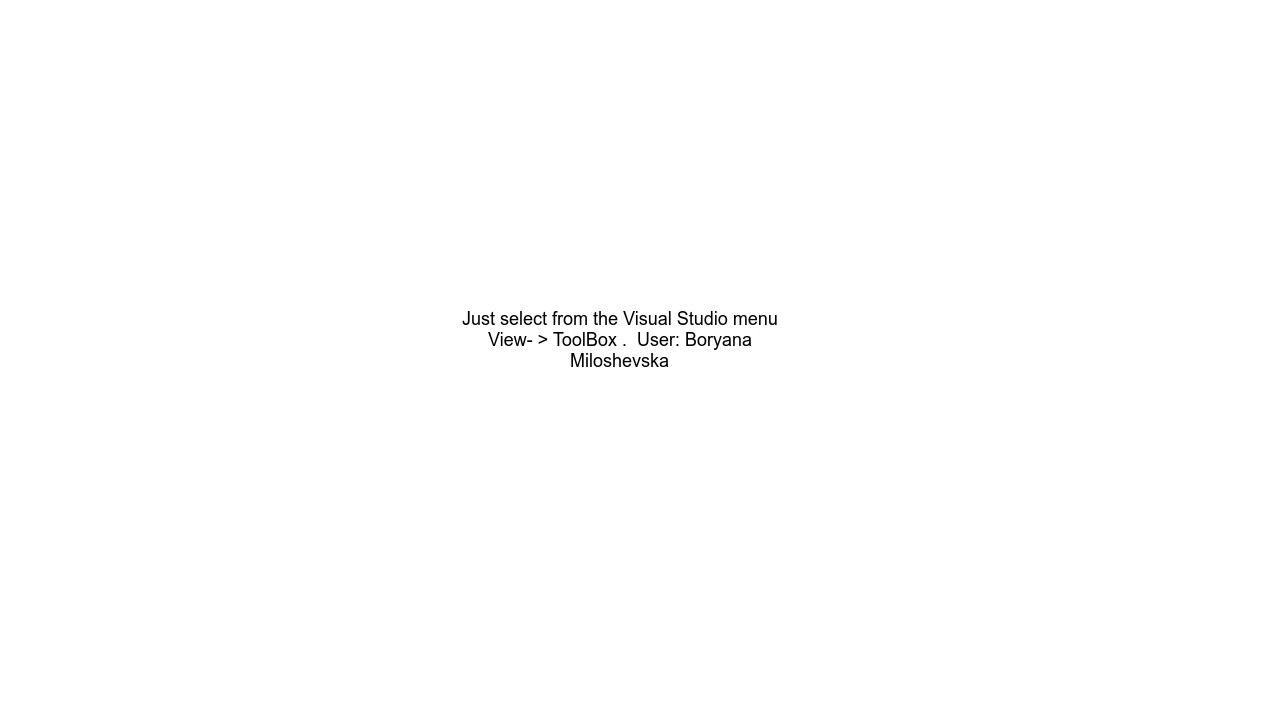 Just select from the Visual Studio menu
View- > ToolBox .  User: Boryana
Miloshevska